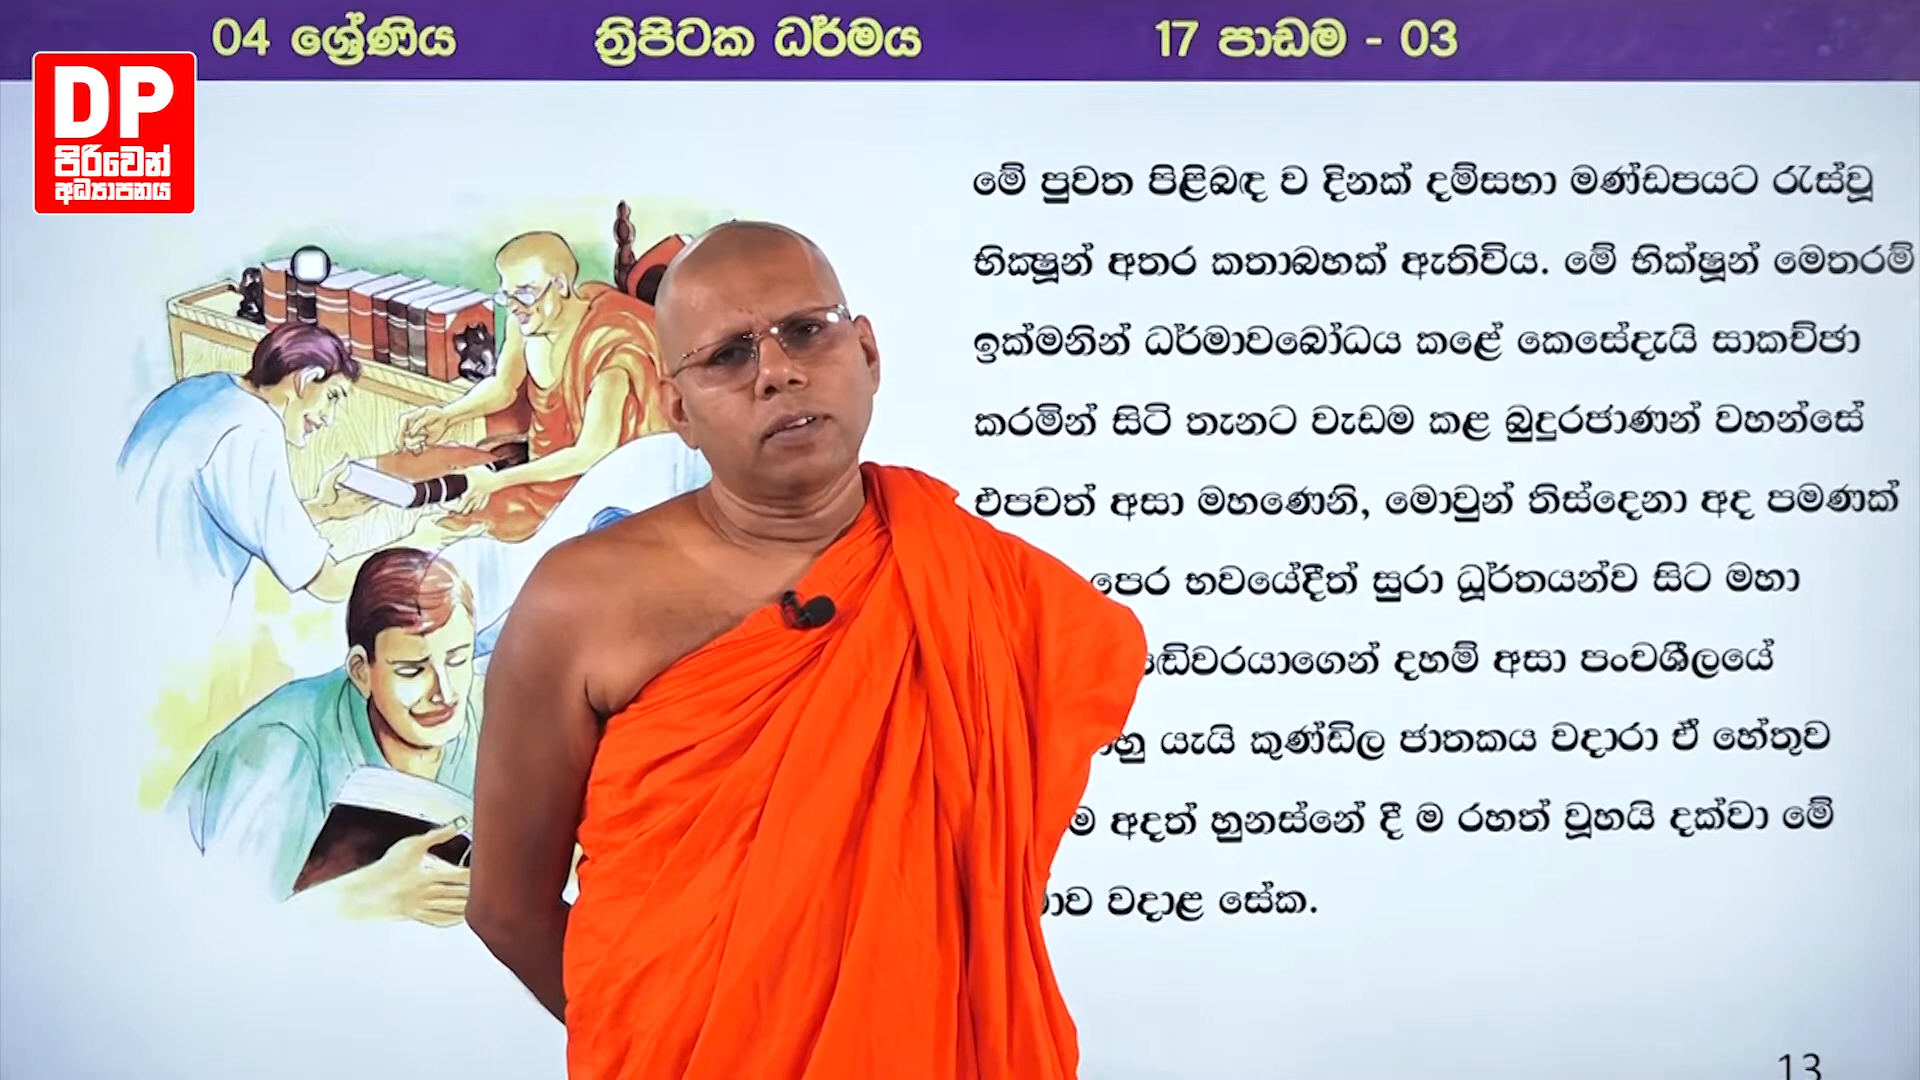 04 ශ්‍රේණිය ත්‍රිපිටක ධර්මය 17 පාඩම - 03
DP
පිරිවෙන්
අධ්‍යාපනය
මේ පුවත පිළිබඳ ව දිනක් දම්සභා මණ්ඩපයට රැස්වූ
භික්‍ෂූන් අතර කතාබහක් ඇතිවිය. මේ භික්ෂූන් මෙතරම්
ඉක්මනින් ධර්මාවබෝධය කළේ කෙසේදැයි සාකච්ඡා
කරමින් සිටි තැනට වැඩම කළ බුදුරජාණන් වහන්සේ
එපවත් අසා මහණෙනි, මොවුන් තිස්දෙනා අද පමණක්
පෙර භවයේදීත් සුරා ධූර්තයන්ව සිට මහා
දහම් අසා පංචශීලයේ
යැයි කුණ්ඩිල ජාතකය වදාරා ඒ හේතුව
අදත් හුනස්නේ දී ම රහත් වූහයි දක්වා මේ
වදාළ සේක.
13